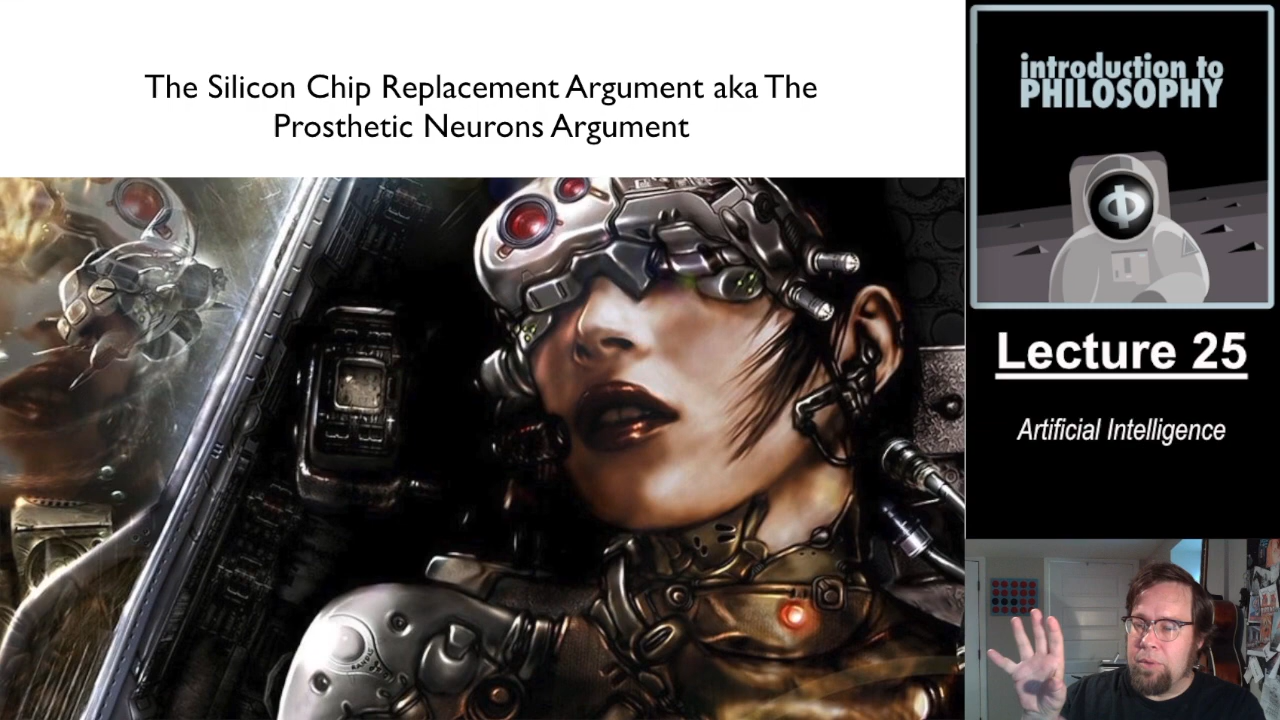 The Silicon Chip Replacement Argument aka The
Prosthetic Neurons Argument
introduction to
PHILOSOPHY
Φ
Lecture 25
Artificial Intelligence